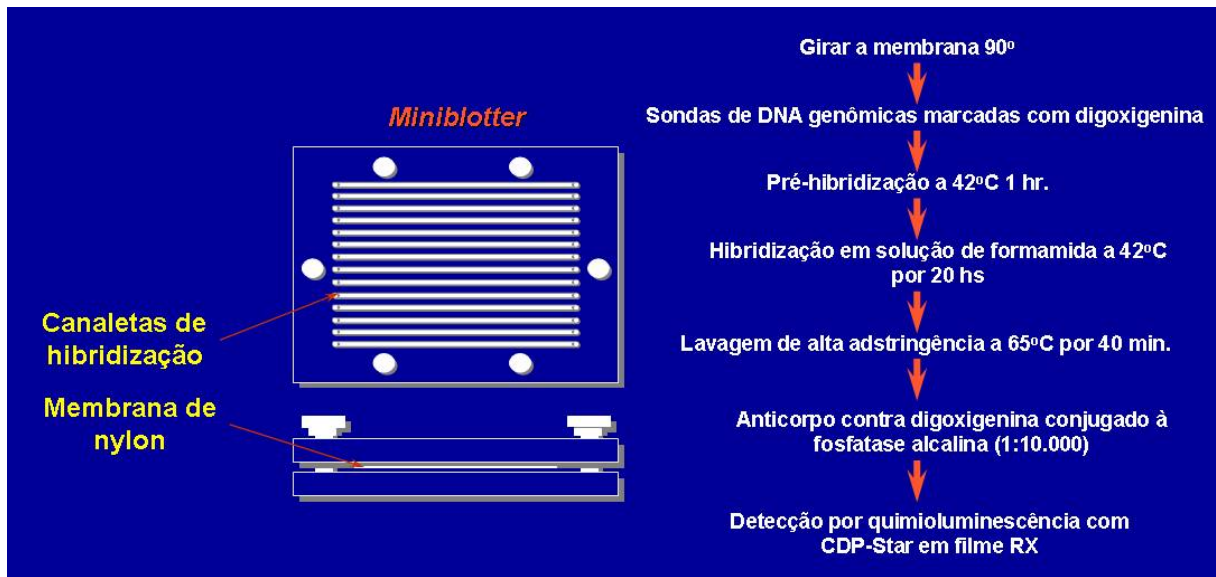 Miniblotter
Canaletas de
hibridização
Membrana de
nylon
Girar a membrana 90º
Sondas de DNA genômicas marcadas com digoxigenina
Pré-hibridização a 42ºC 1 hr.
Hibridização em solução de formamida a 42ºC
por 20 hs
Lavagem de alta adstringência a 65ºC por 40 min.
Anticorpo contra digoxigenina conjugado à
fosfatase alcalina (1:10.000)
Detecção por quimioluminescência com
CDP-Star em filme RX